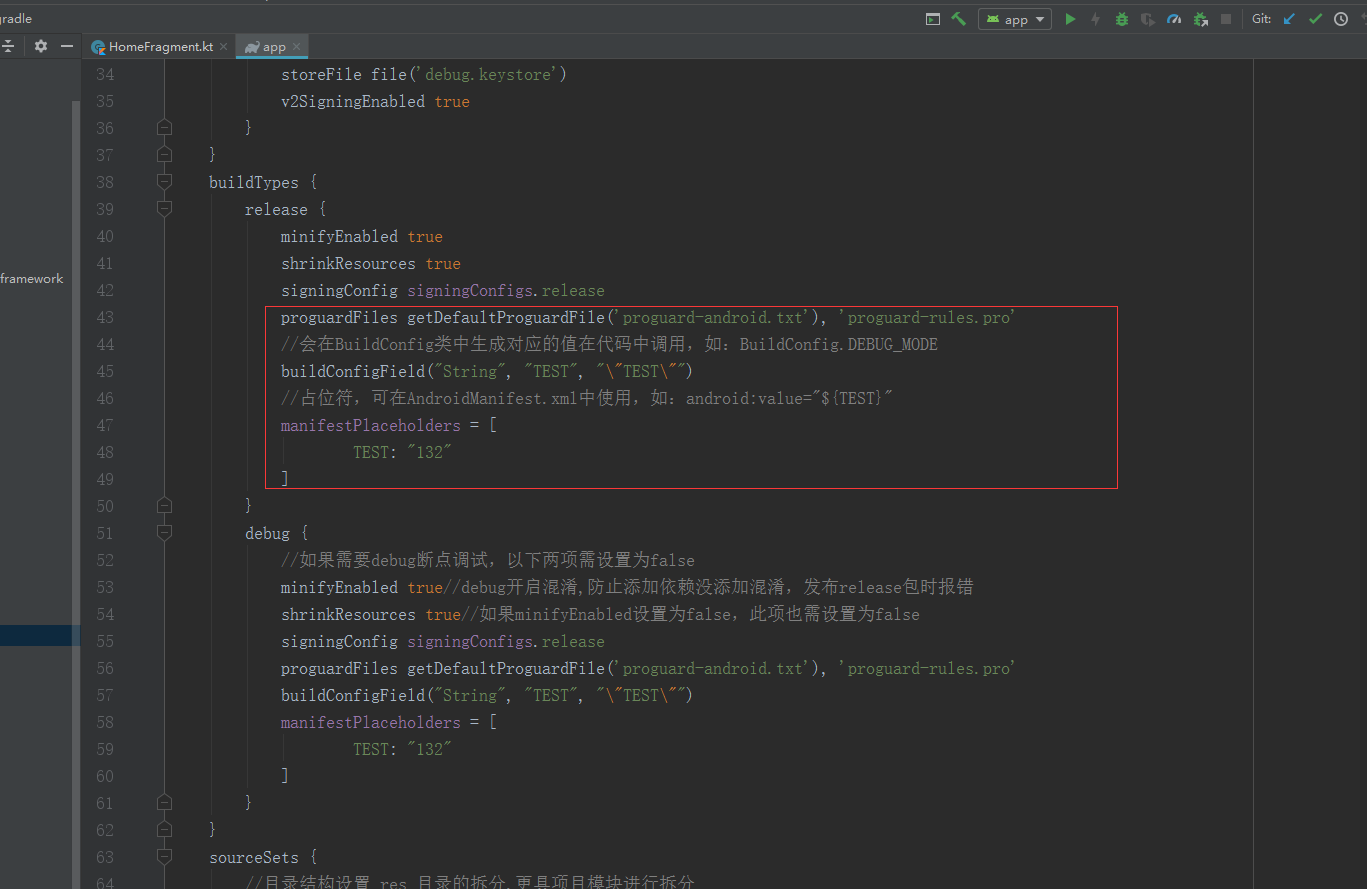 radle
app
Git:
HomeFragment.kt
app
framework
34 storeFile file('debug.keystore')
35 v2SigningEnabled true
36 }
37 }
38 buildTypes {
39 release {
40 minifyEnabled true
41 shrinkResources true
42 signingConfig signingConfigs.release
43 proguardFiles getDefaultProguardFile('proguard-android.txt'), 'proguard-rules.pro'
44 //会在BuildConfig类中生成对应的值在代码中调用，如：BuildConfig.DEBUG_MODE
45 buildConfigField("String", "TEST", "\"TEST\"")
46 //占位符，可在AndroidManifest.xml中使用，如：android:value="${TEST}"
47 manifestPlaceholders = [
48 TEST: "132"
49 ]
50 }
51 debug {
52 //如果需要debug断点调试，以下两项需设置为false
53 minifyEnabled true//debug开启混淆,防止添加依赖没添加混淆，发布release包时报错
54 shrinkResources true//如果minifyEnabled设置为false，此项也需设置为false
55 signingConfig signingConfigs.release
56 proguardFiles getDefaultProguardFile('proguard-android.txt'), 'proguard-rules.pro'
57 buildConfigField("String", "TEST", "\"TEST\"")
58 manifestPlaceholders = [
59 TEST: "132"
60 ]
61 }
62 }
63 sourceSets {
64 //目录结构设置 res 目录的拆分,更具项目模块进行拆分